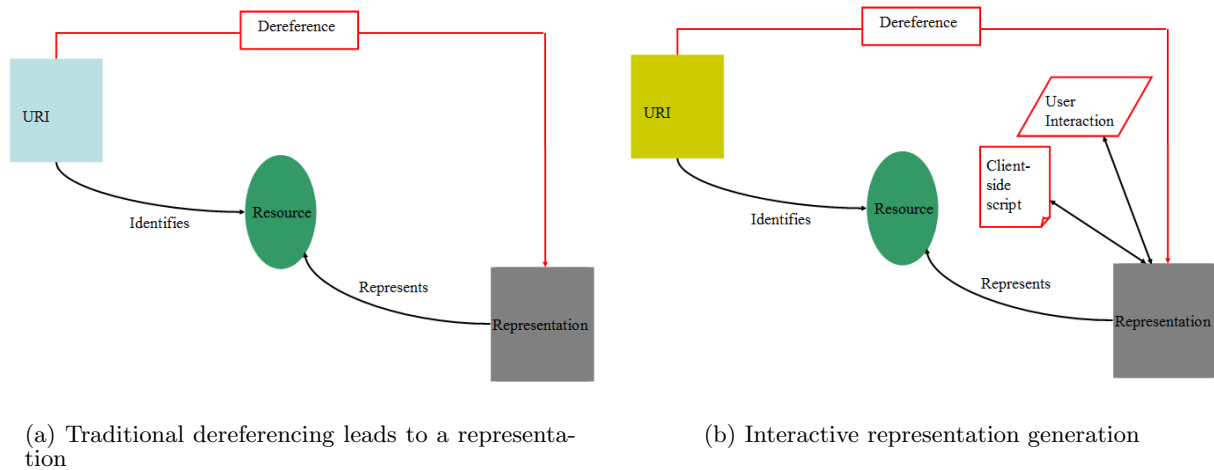 Dereference
URI
Identifies
Resource
Represents
Representation
(a) Traditional dereferencing leads to a representa-
tion
Dereference
URI
User
Interaction
Client-
side
script
Identifies
Resource
Represents
Representation
(b) Interactive representation generation